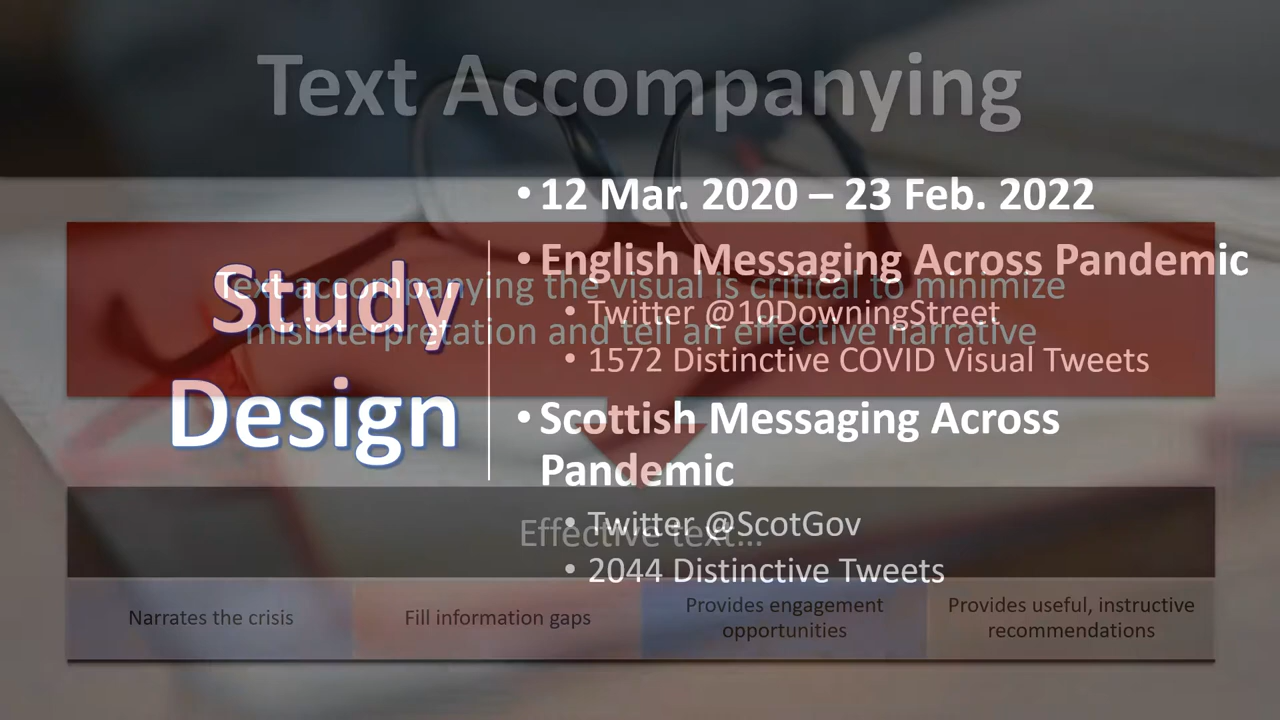 Text Accompanying
• 12 Mar. 2020 – 23 Feb. 2022
• English Messaging Across Pandemic
Text accompanying the visual is critical to minimize
misinterpretation and tell an effective narrative
• Twitter @10DowningStreet
• 1572 Distinctive COVID Visual Tweets
Study
Design
• Scottish Messaging Across
Pandemic
• Twitter @ScotGov
Effective text...
• 2044 Distinctive Tweets
Narrates the crisis
Fill information gaps
Provides engagement
opportunities
Provides useful, instructive
recommendations